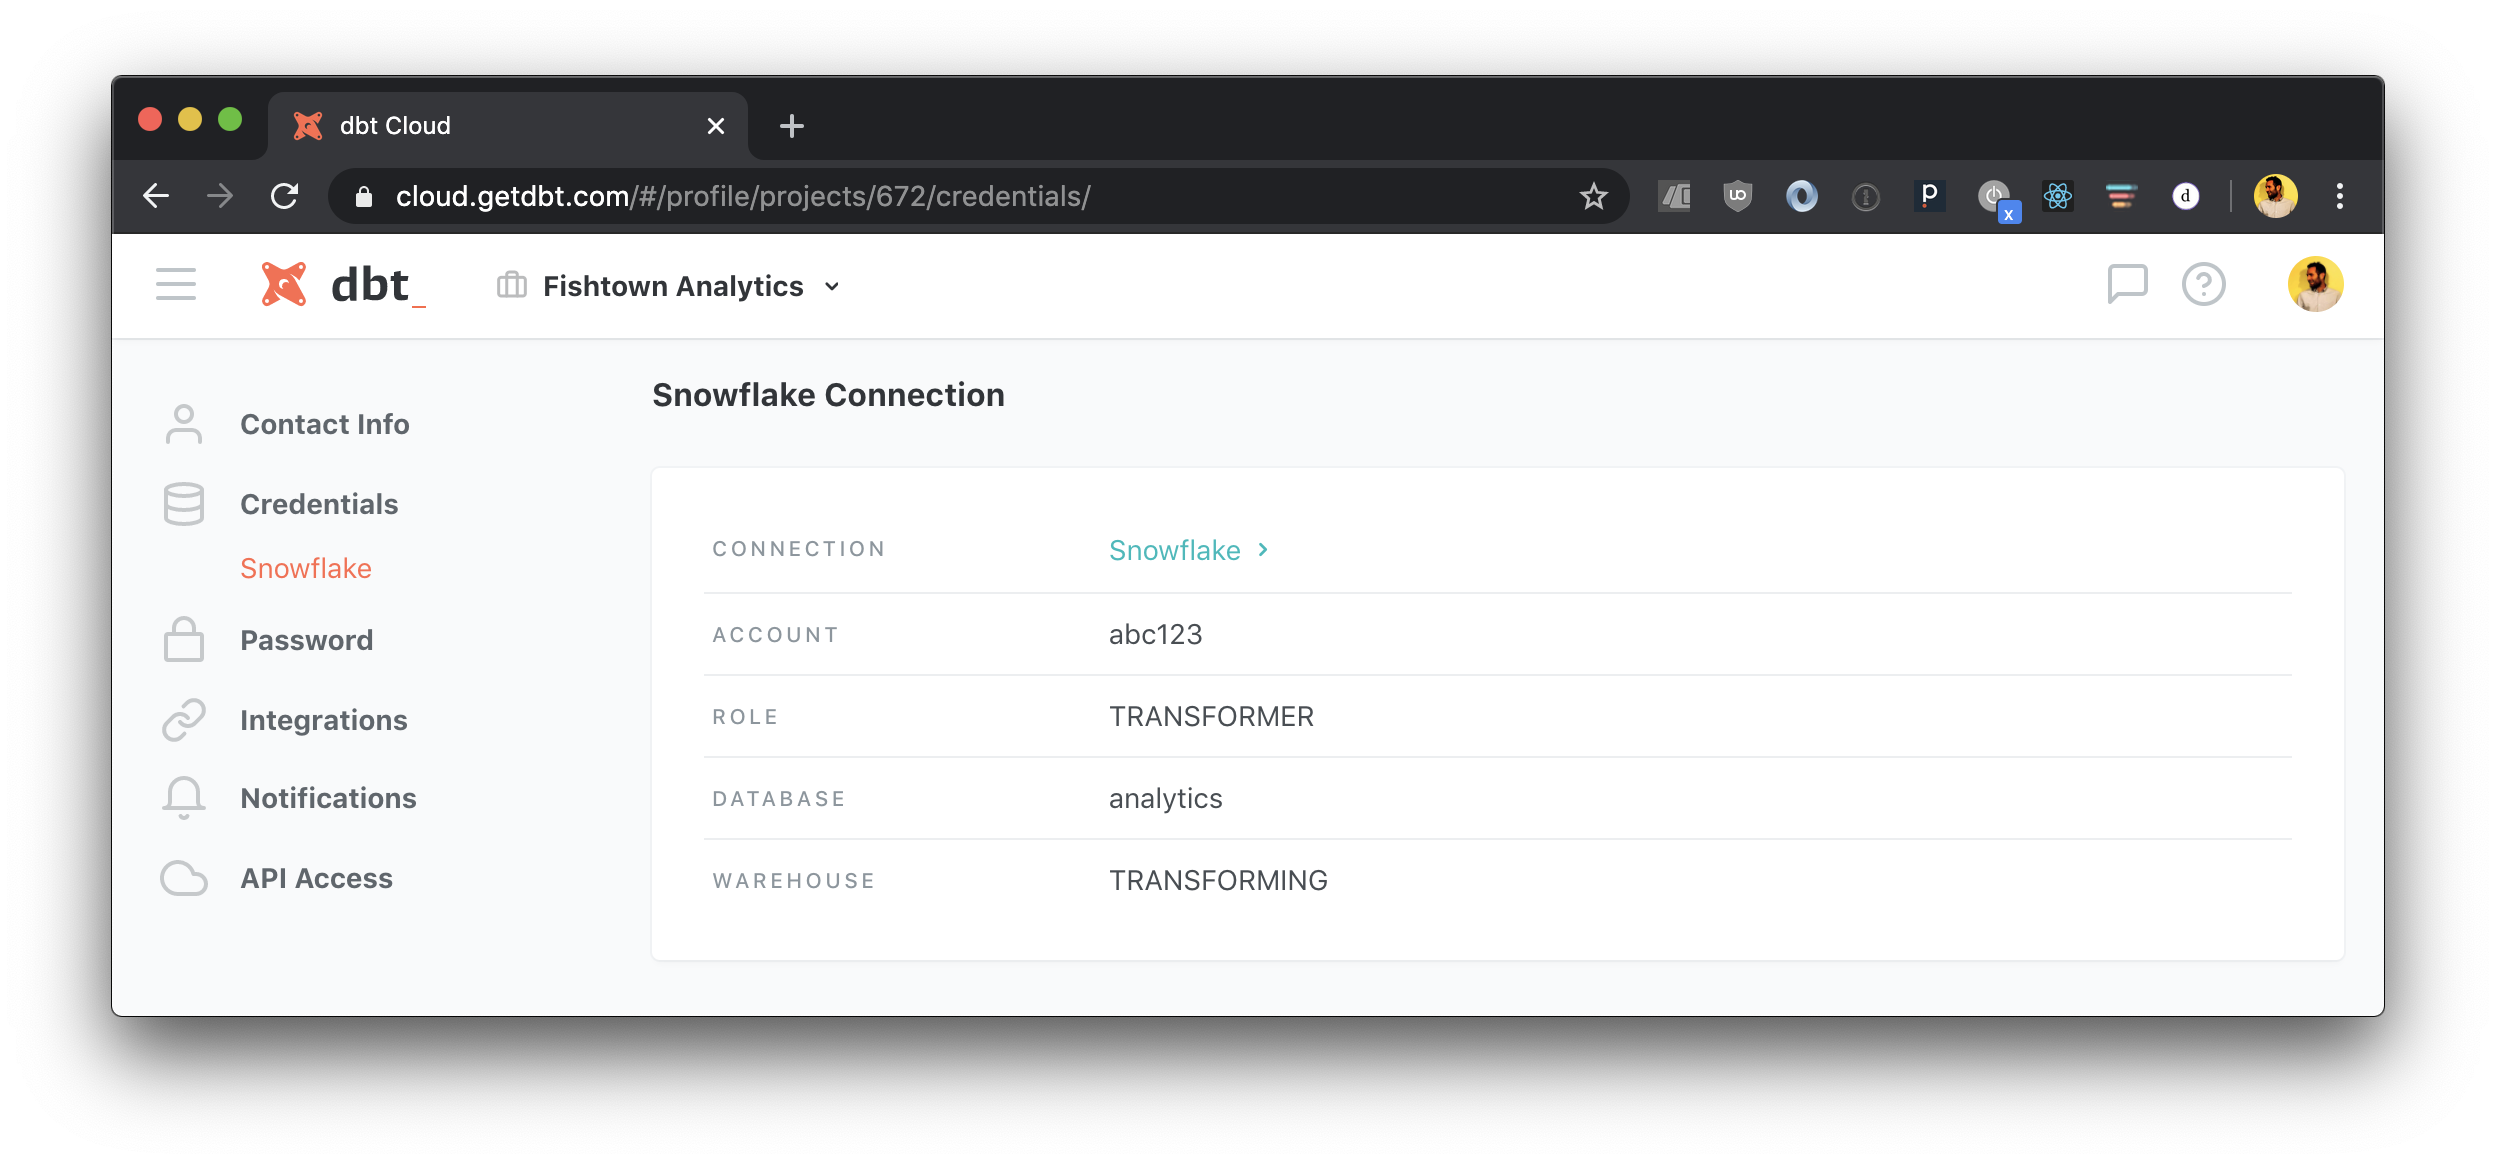 dbt Cloud
cloud.getdbt.com/#/profile/projects/672/credentials/
dbt_
Fishtown Analytics
Contact Info
Credentials
Snowflake
Password
Integrations
Notifications
API Access
Snowflake Connection
CONNECTION Snowflake
ACCOUNT abc123
ROLE TRANSFORMER
DATABASE analytics
WAREHOUSE TRANSFORMING